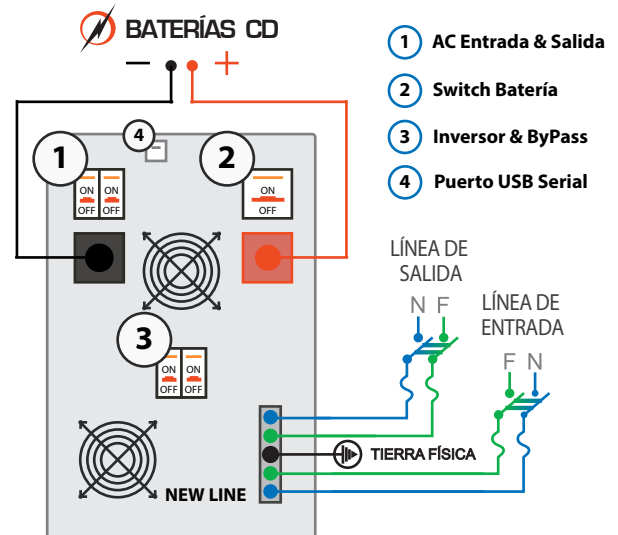 BATERÍAS CD
− +
1 AC Entrada & Salida
2 Switch Batería
3 Inversor & ByPass
4 Puerto USB Serial
4
1
2
ON ON
OFF OFF
ON
OFF
3
ON ON
OFF OFF
LÍNEA DE
SALIDA
N F
LÍNEA DE
ENTRADA
F N
TIERRA FÍSICA
NEW LINE